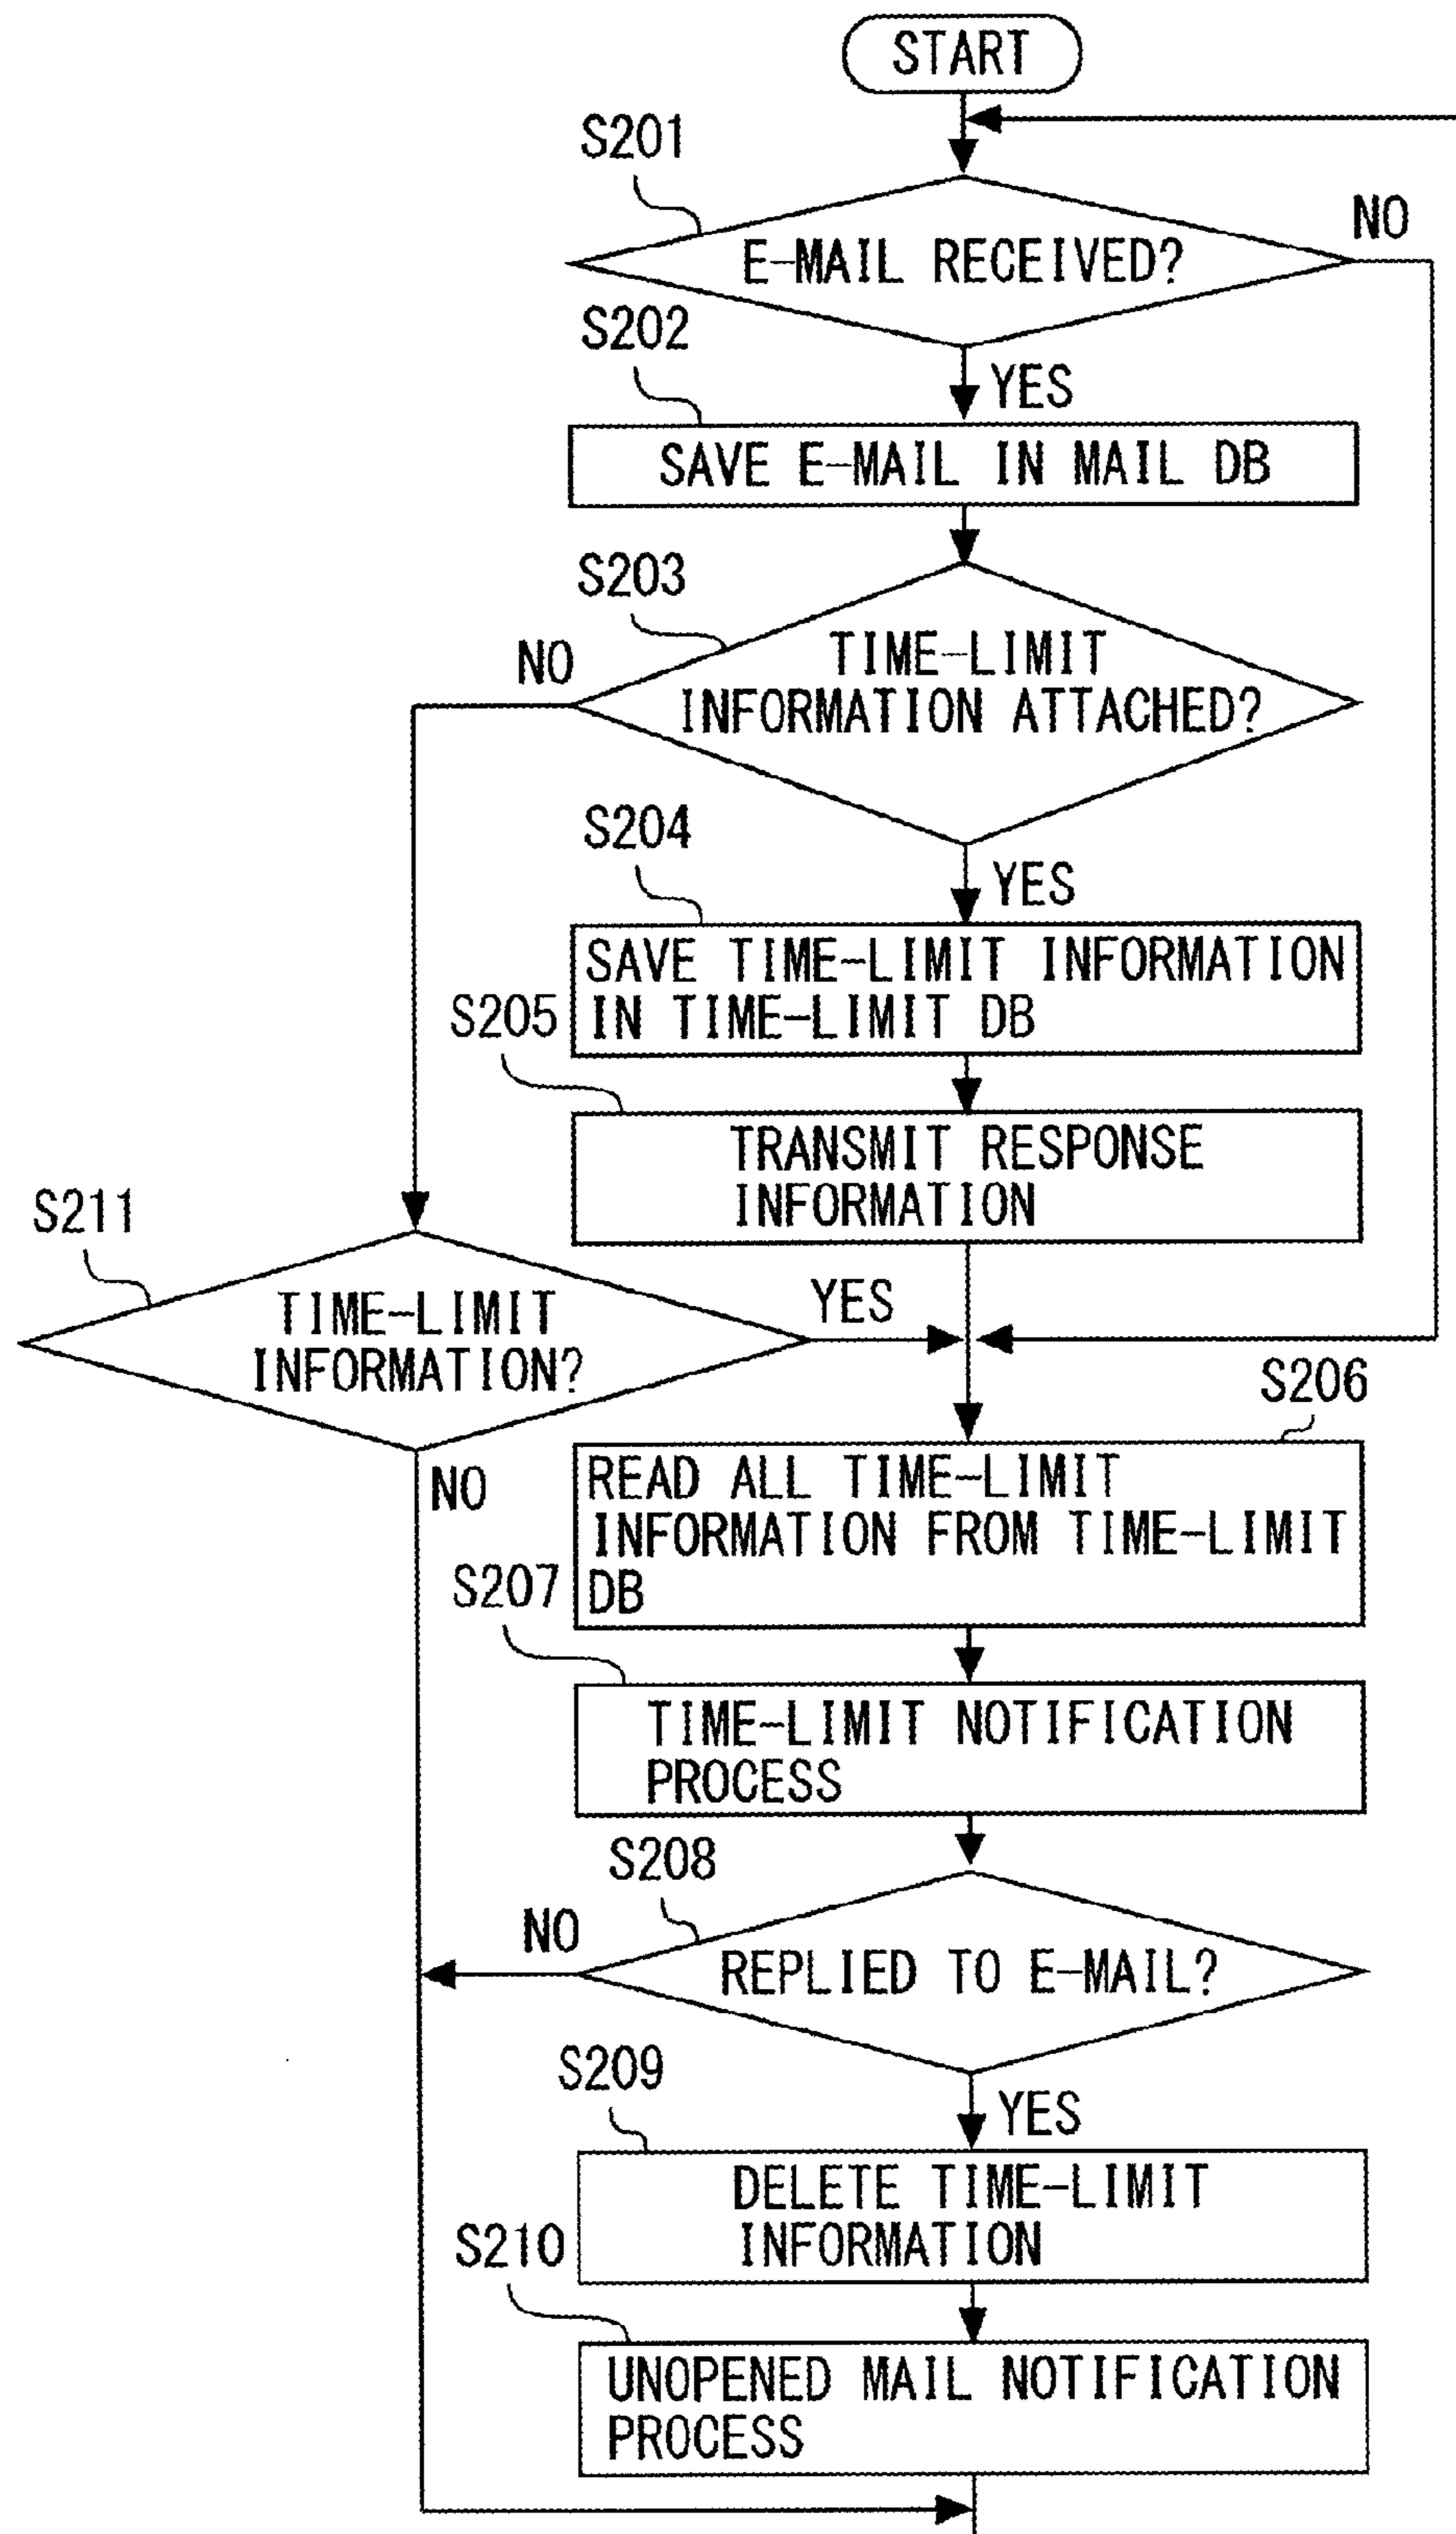 START
S201
E-MAIL RECEIVED?
NO
S202
YES
SAVE E-MAIL IN MAIL DB
S203
NO
TIME-LIMIT
INFORMATION ATTACHED?
S204
YES
SAVE TIME-LIMIT INFORMATION
IN TIME-LIMIT DB
S205
TRANSMIT RESPONSE
INFORMATION
S211
TIME-LIMIT
INFORMATION?
YES
NO
S206
READ ALL TIME-LIMIT
INFORMATION FROM TIME-LIMIT
DB
S207
TIME-LIMIT NOTIFICATION
PROCESS
S208
NO
REPLIED TO E-MAIL?
S209
YES
DELETE TIME-LIMIT
INFORMATION
S210
UNOPENED MAIL NOTIFICATION
PROCESS